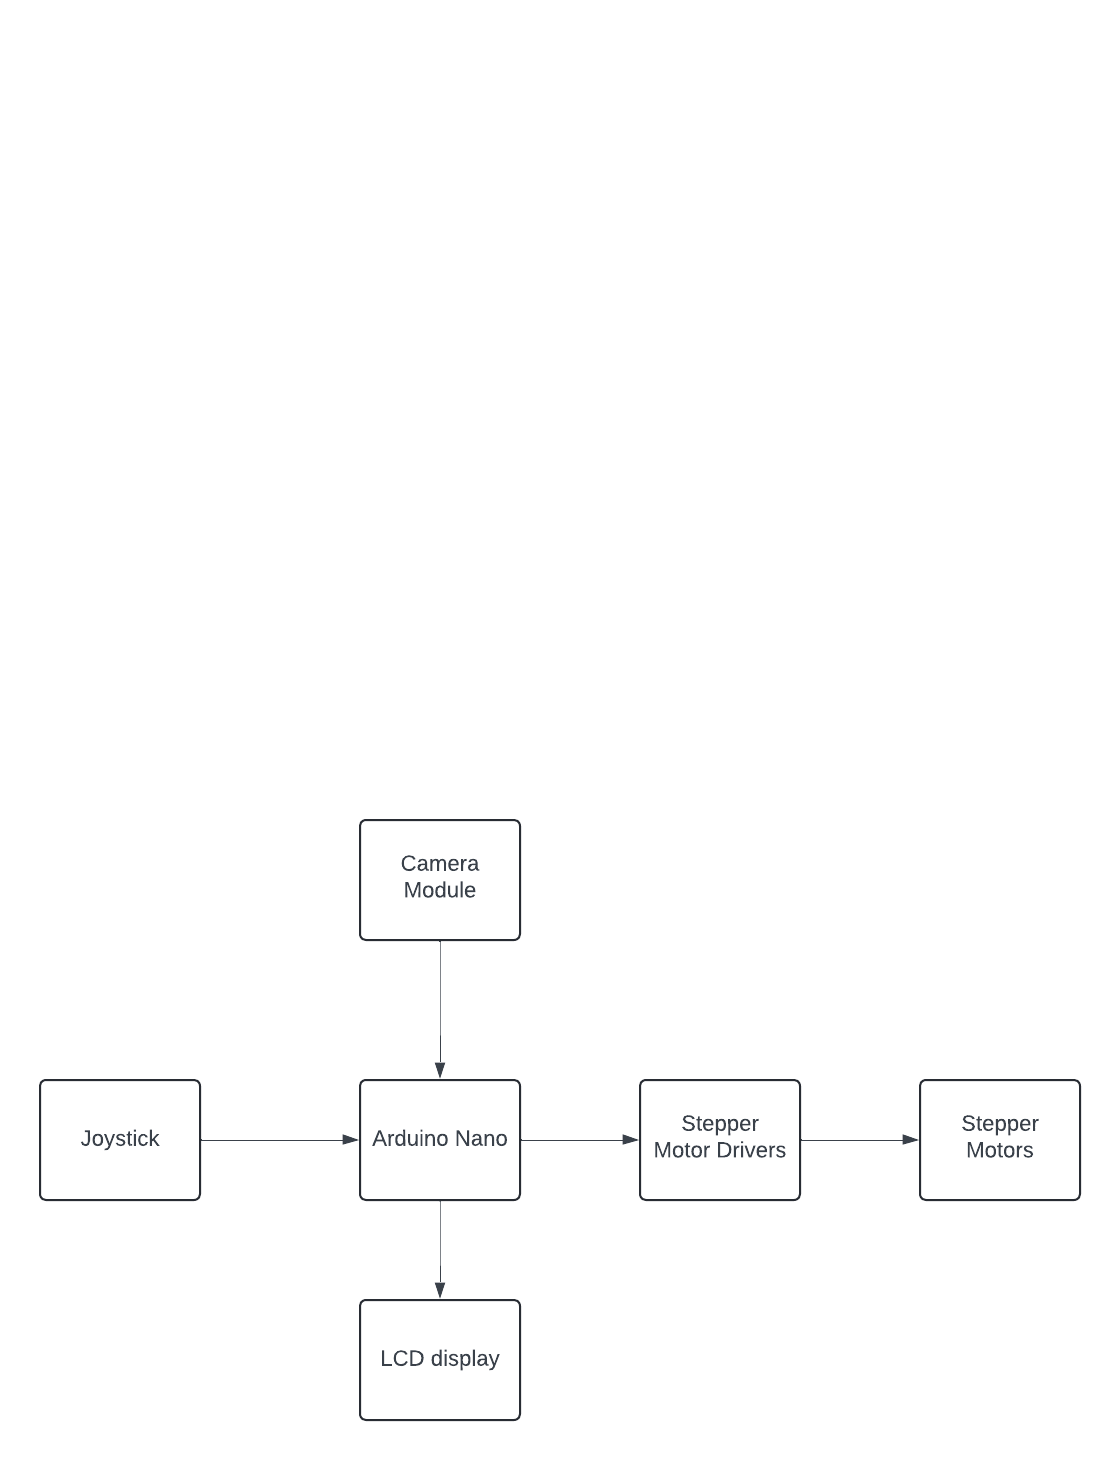 Camera
Module
Joystick
Arduino Nano
Stepper
Motor Drivers
Stepper
Motors
LCD display